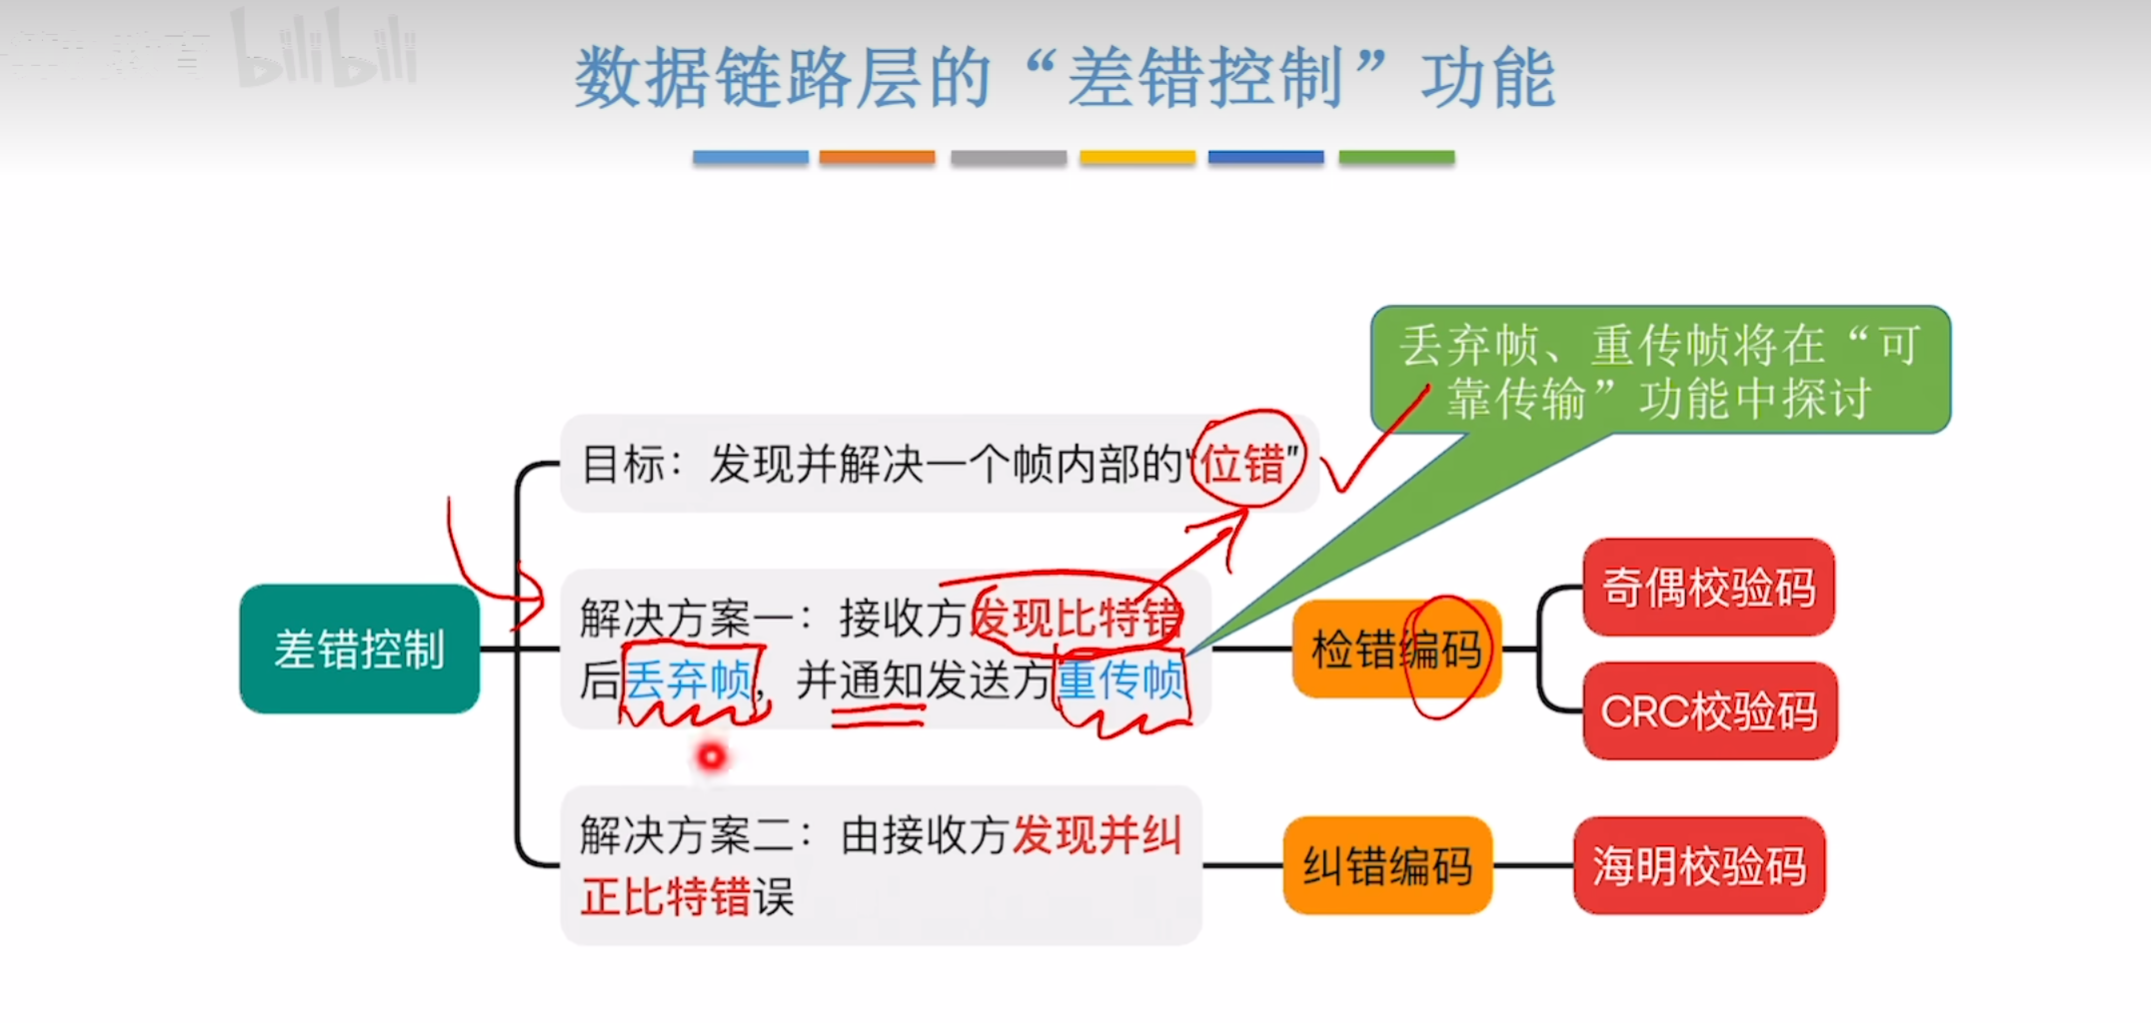 bilibili
数据链路层的“差错控制”功能
丢弃帧、重传帧将在“可
靠传输”功能中探讨
目标：发现并解决一个帧内部的“位错”
差错控制
解决方案一：接收方发现比特错
后丢弃帧，并通知发送方重传帧
检错编码
奇偶校验码
CRC校验码
解决方案二：由接收方发现并纠
正比特错误
纠错编码
海明校验码